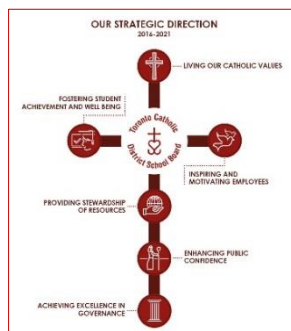 OUR STRATEGIC DIRECTION
2016-2021
LIVING OUR CATHOLIC VALUES
FOSTERING STUDENT
ACHIEVEMENT AND WELL BEING
Toronto Catholic
District School Board
INSPIRING AND
MOTIVATING EMPLOYEES
PROVIDING STEWARDSHIP
OF RESOURCES
ENHANCING PUBLIC
CONFIDENCE
ACHIEVING EXCELLENCE IN
GOVERNANCE